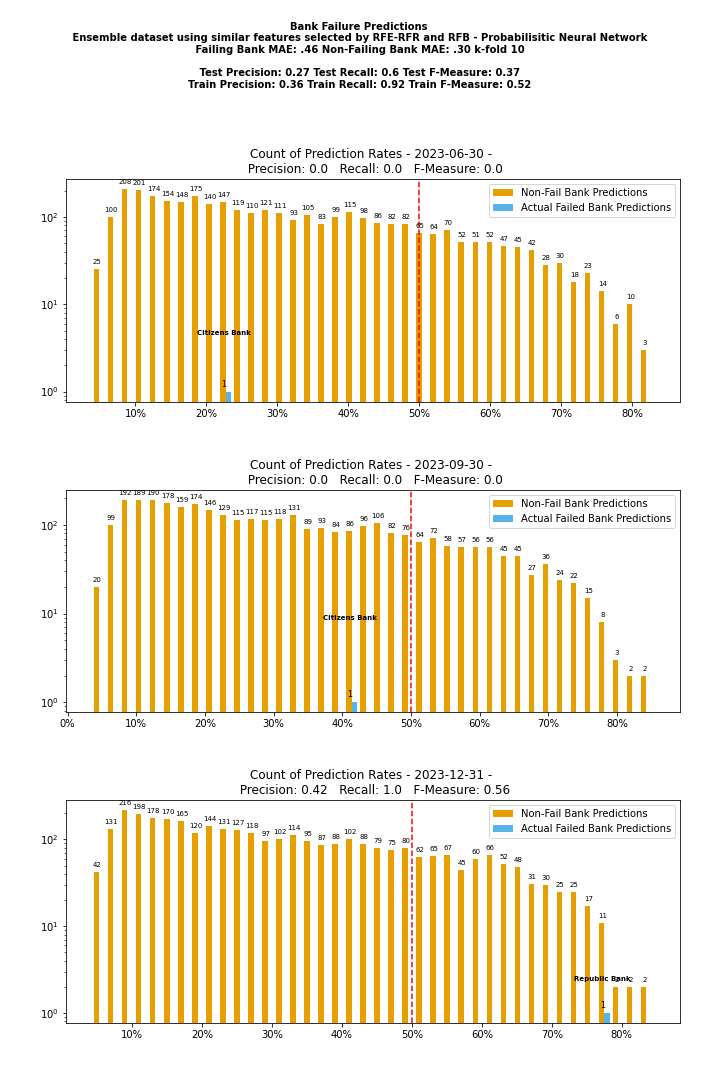 Bank Failure Predictions
Ensemble dataset using similar features selected by RFE-RFR and RFB - Probabilisitic Neural Network
Failing Bank MAE: .46 Non-Failing Bank MAE: .30 k-fold 10
Test Precision: 0.27 Test Recall: 0.6 Test F-Measure: 0.37
Train Precision: 0.36 Train Recall: 0.92 Train F-Measure: 0.52
Count of Prediction Rates - 2023-06-30 -
Precision: 0.0 Recall: 0.0 F-Measure: 0.0
Non-Fail Bank Predictions
Actual Failed Bank Predictions
10² 10¹ 10⁰
25 100 208 201 174 154 148 175 140 147 119 110 121 111 93 105 83 99 115 98 86 82 82 65 64 70 52 51 52 47 45 42 28 30 18 23 14 6 10 3
Citizens Bank
1
10% 20% 30% 40% 50% 60% 70% 80%
Count of Prediction Rates - 2023-09-30 -
Precision: 0.0 Recall: 0.0 F-Measure: 0.0
Non-Fail Bank Predictions
Actual Failed Bank Predictions
10² 10¹ 10⁰
20 99 192 189 190 178 159 174 146 129 115 117 115 118 131 89 93 84 86 96 106 82 76 64 72 58 57 56 56 45 45 27 36 24 22 15 8 3 2 2
Citizens Bank
1
0% 10% 20% 30% 40% 50% 60% 70% 80%
Count of Prediction Rates - 2023-12-31 -
Precision: 0.42 Recall: 1.0 F-Measure: 0.56
Non-Fail Bank Predictions
Actual Failed Bank Predictions
10² 10¹ 10⁰
42 131 216 198 178 170 165 120 144 131 127 118 97 102 114 95 87 88 102 88 79 75 80 62 65 67 45 60 66 52 48 31 30 25 25 17 11 2 2
Republic Bank
1
10% 20% 30% 40% 50% 60% 70% 80%